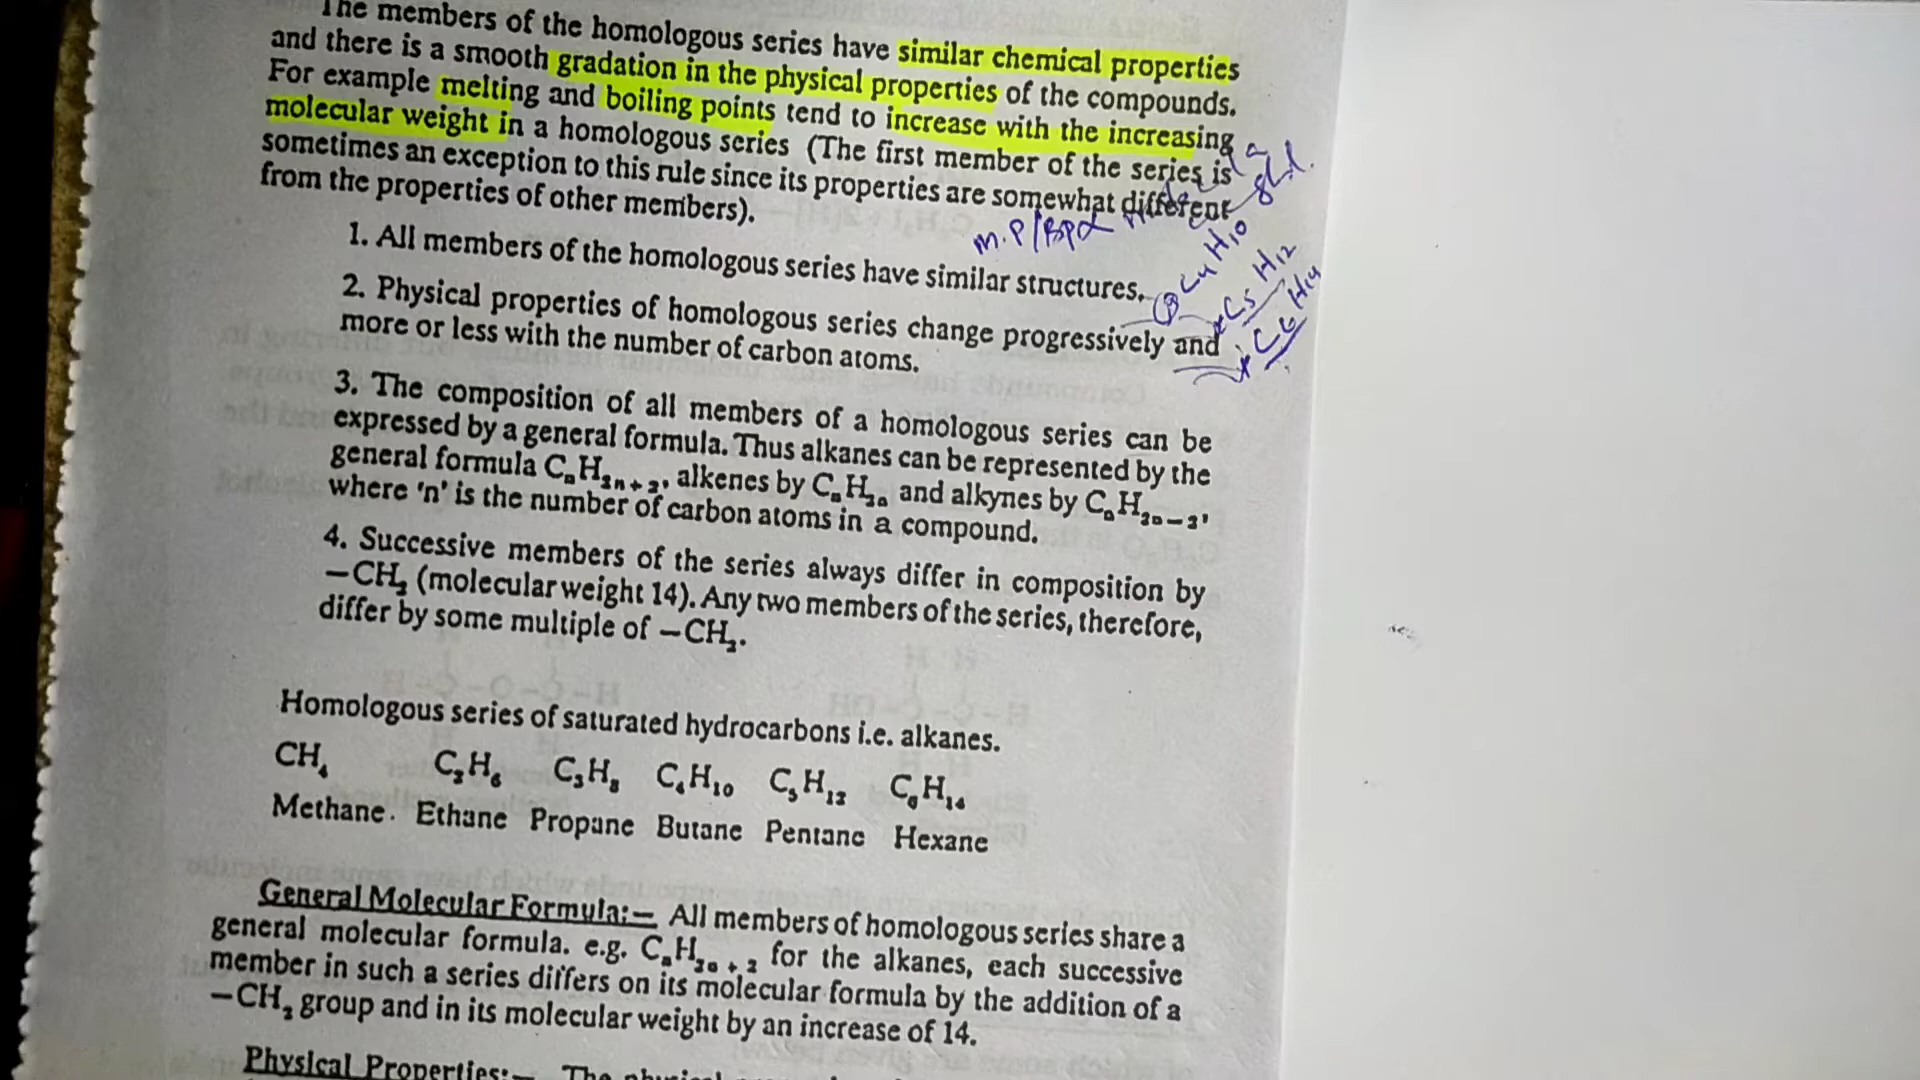 The members of the homologous series have similar chemical properties
and there is a smooth gradation in the physical properties of the compounds.
For example melting and boiling points tend to increase with the increasing
molecular weight in a homologous series (The first member of the series is
sometimes an exception to this rule since its properties are somewhat different
from the properties of other members).
m.P/BPα
1. All members of the homologous series have similar structures.
C4H10
C5H12
C6H14
2. Physical properties of homologous series change progressively and
more or less with the number of carbon atoms.
3. The composition of all members of a homologous series can be
expressed by a general formula. Thus alkanes can be represented by the
general formula CₙH₂ₙ₊₂, alkenes by CₙH₂ₙ and alkynes by CₙH₂ₙ₋₂,
where 'n' is the number of carbon atoms in a compound.
4. Successive members of the series always differ in composition by
—CH₂ (molecular weight 14). Any two members of the series, therefore,
differ by some multiple of —CH₂.
Homologous series of saturated hydrocarbons i.e. alkanes.
CH₄ C₂H₆ C₃H₈ C₄H₁₀ C₅H₁₂ C₆H₁₄
Methane. Ethane Propane Butane Pentane Hexane
General Molecular Formula:— All members of homologous series share a
general molecular formula. e.g. CₙH₂ₙ₊₂ for the alkanes, each successive
member in such a series differs on its molecular formula by the addition of a
—CH₂ group and in its molecular weight by an increase of 14.
Physical Properties:— The physical